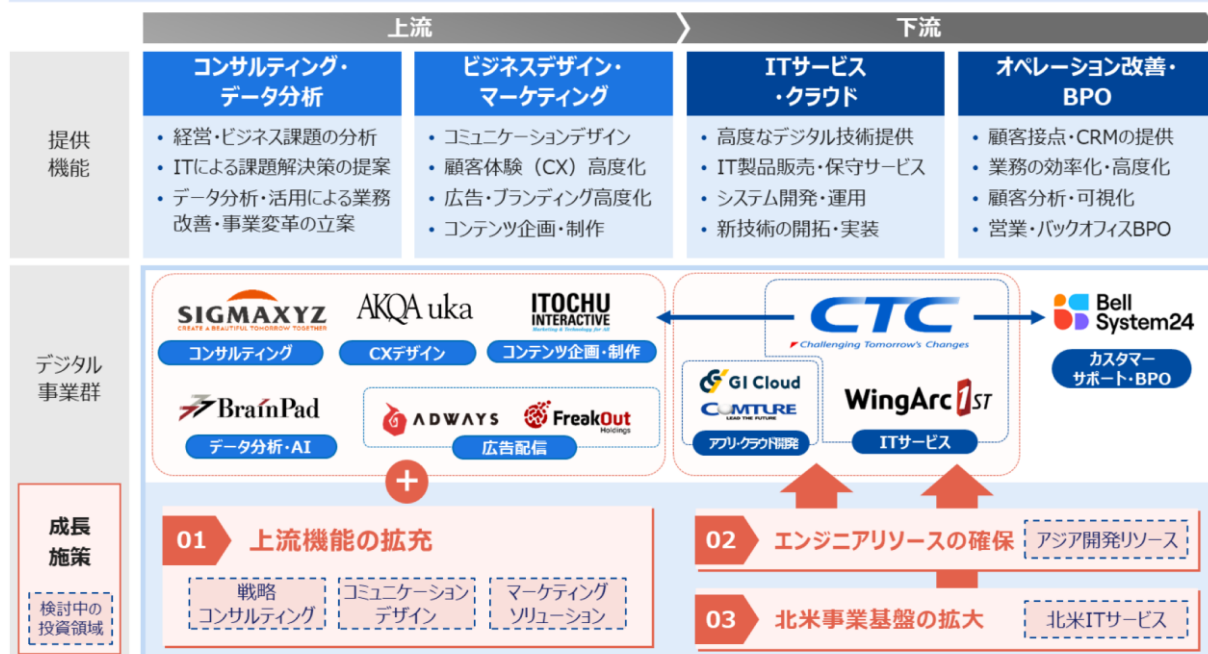 上流
下流
提供
機能
コンサルティング・
データ分析
• 経営・ビジネス課題の分析
• ITによる課題解決策の提案
• データ分析・活用による業務
改善・事業変革の立案
ビジネスデザイン・
マーケティング
• コミュニケーションデザイン
• 顧客体験（CX）高度化
• 広告・ブランディング高度化
• コンテンツ企画・制作
ITサービス
・クラウド
• 高度なデジタル技術提供
• IT製品販売・保守サービス
• システム開発・運用
• 新技術の開拓・実装
オペレーション改善・
BPO
• 顧客接点・CRMの提供
• 業務の効率化・高度化
• 顧客分析・可視化
• 営業・バックオフィスBPO
デジタル
事業群
SIGMAXYZ
CREATE A BEAUTIFUL TOMORROW TOGETHER
コンサルティング
AKQA uka
CXデザイン
ITOCHU
INTERACTIVE
Marketing & Technology for All
コンテンツ企画・制作
BrainPad
データ分析・AI
ADWAYS
FreakOut
Holdings
広告配信
CTC
Challenging Tomorrow's Changes
GI Cloud
COMTURE
LEAD THE FUTURE
アプリ・クラウド開発
WingArc 1ST
ITサービス
Bell
System24
カスタマー
サポート・BPO
成長
施策
検討中の
投資領域
+
01
上流機能の拡充
戦略
コンサルティング
コミュニケーション
デザイン
マーケティング
ソリューション
02
エンジニアリソースの確保
アジア開発リソース
03
北米事業基盤の拡大
北米ITサービス